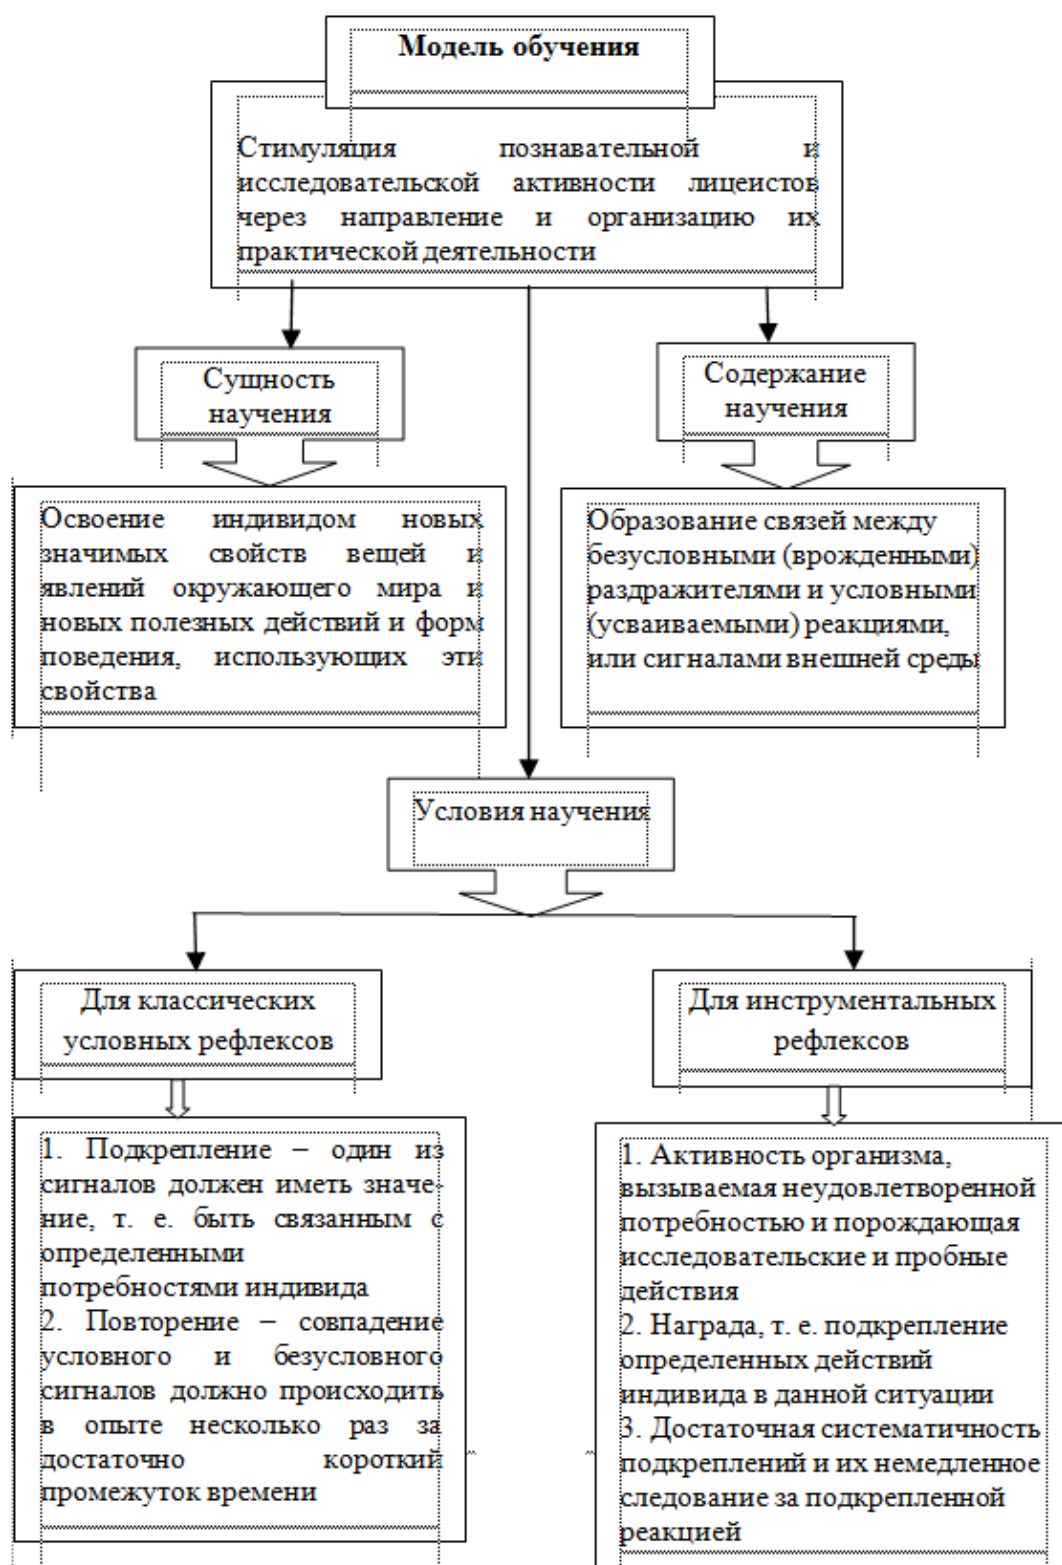 Модель обучения
Стимуляция познавательной и
исследовательской активности лицеистов
через направление и организацию их
практической деятельности
Сущность
научения
Содержание
научения
Освоение индивидом новых
значимых свойств вещей и
явлений окружающего мира и
новых полезных действий и форм
поведения, использующих эти
свойства
Образование связей между
безусловными (врожденными)
раздражителями и условными
(усваиваемыми) реакциями,
или сигналами внешней среды
Условия научения
Для классических
условных рефлексов
Для инструментальных
рефлексов
1. Подкрепление – один из
сигналов должен иметь значе-
ние, т. е. быть связанным с
определенными
потребностями индивида
2. Повторение – совпадение
условного и безусловного
сигналов должно происходить
в опыте несколько раз за
достаточно короткий
промежуток времени
1. Активность организма,
вызываемая неудовлетворенной
потребностью и порождающая
исследовательские и пробные
действия
2. Награда, т. е. подкрепление
определенных действий
индивида в данной ситуации
3. Достаточная систематичность
подкреплений и их немедленное
следование за подкрепленной
реакцией